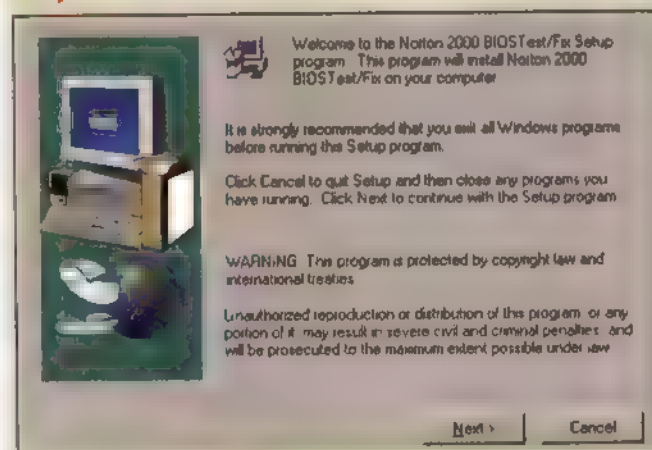 Welcome to the Norton 2000 BIOSTest/Fix Setup
program. This program will install Norton 2000
BIOSTest/Fix on your computer
It is strongly recommended that you exit all Windows programs
before running this Setup program.
Click Cancel to quit Setup and then close any programs you
have running. Click Next to continue with the Setup program
WARNING This program is protected by copyright law and
international treaties
Unauthorized reproduction or distribution of this program or any
portion of it may result in severe civil and criminal penalties and
will be prosecuted to the maximum extent possible under law
Next >
Cancel